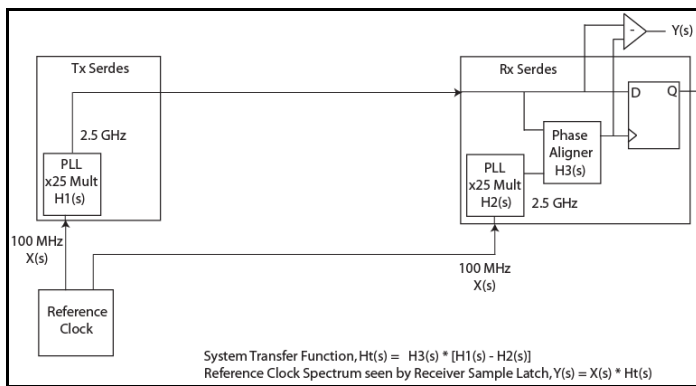 Y(s)
-
Tx Serdes
Rx Serdes
D Q
2.5 GHz
Phase
Aligner
H3(s)
PLL
x25 Mult
H1(s)
PLL
x25 Mult
H2(s)
2.5 GHz
100 MHz
X(s)
100 MHz
X(s)
Reference
Clock
System Transfer Function, Ht(s) = H3(s) * [H1(s) - H2(s)]
Reference Clock Spectrum seen by Receiver Sample Latch, Y(s) = X(s) * Ht(s)